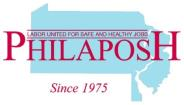 LABOR UNITED FOR SAFE AND HEALTHY JOBS
PHILAPOSH
Since 1975